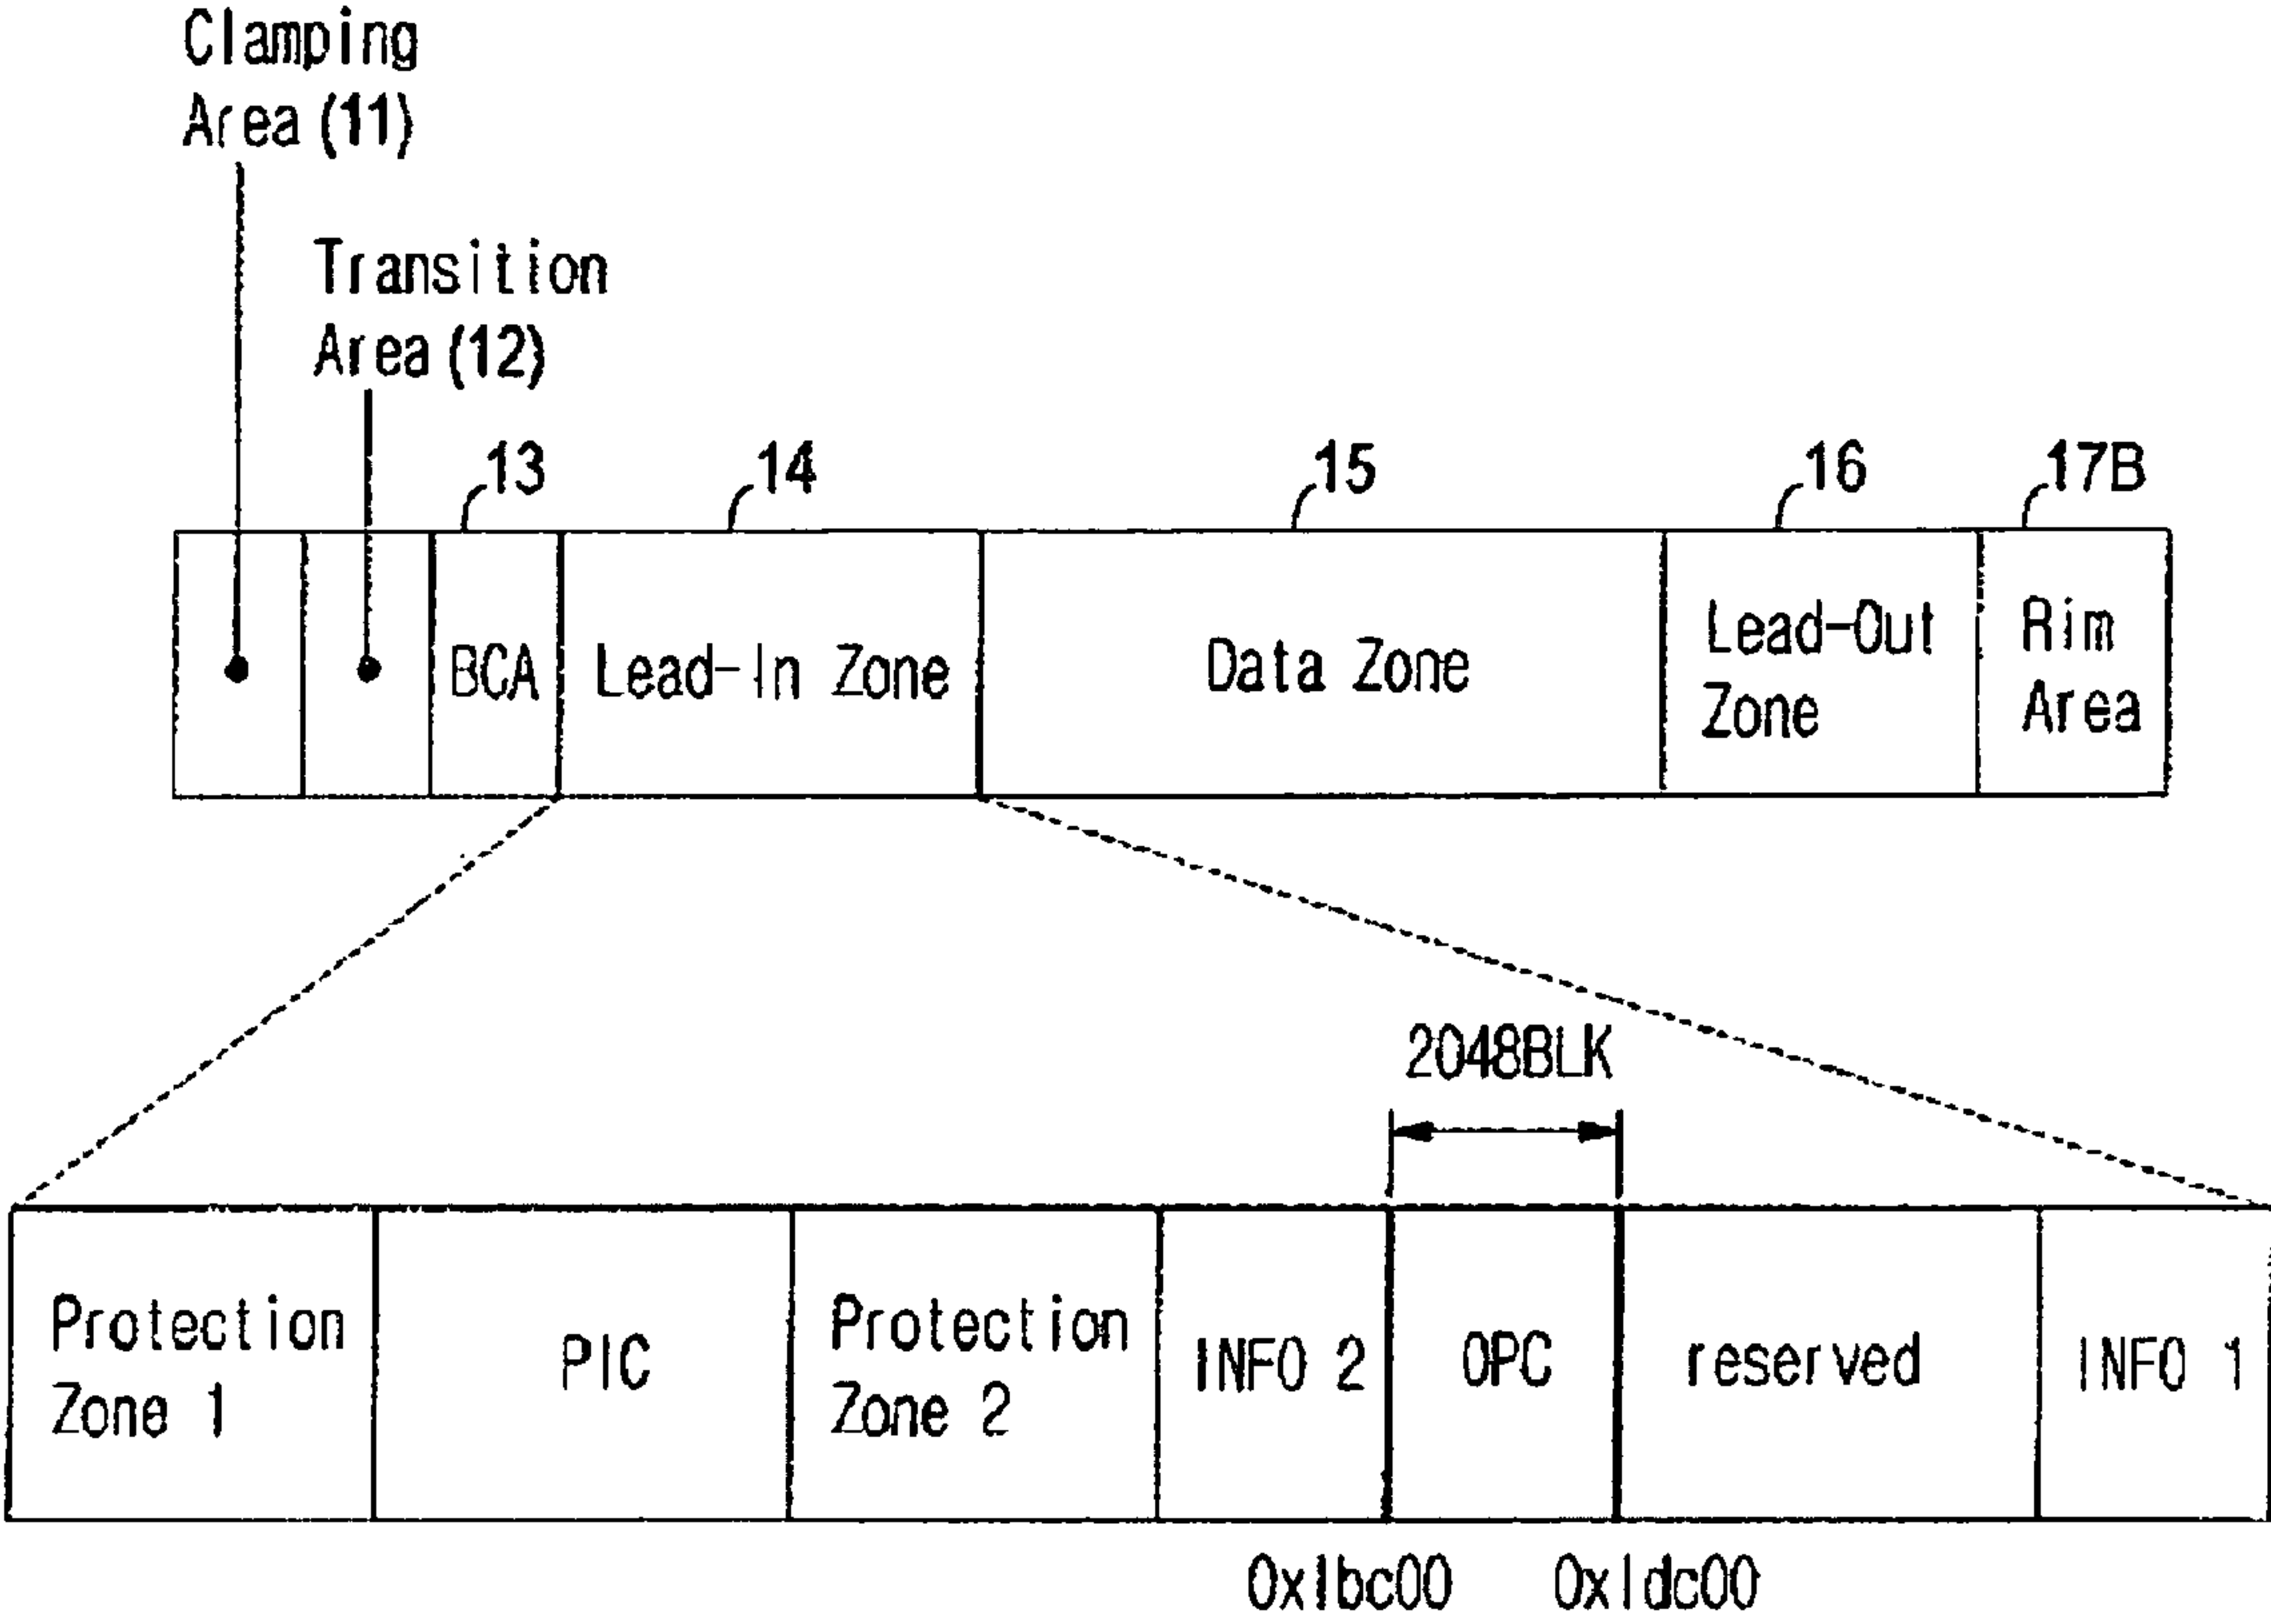 Clamping
Area (11)
Transition
Area (12)
13
14
15
16
17B
BCA
Lead-In Zone
Data Zone
Lead-Out
Zone
Rim
Area
2048BLK
Protection
Zone 1
PIC
Protection
Zone 2
INFO 2
OPC
reserved
INFO 1
0x1bc00
0x1dc00